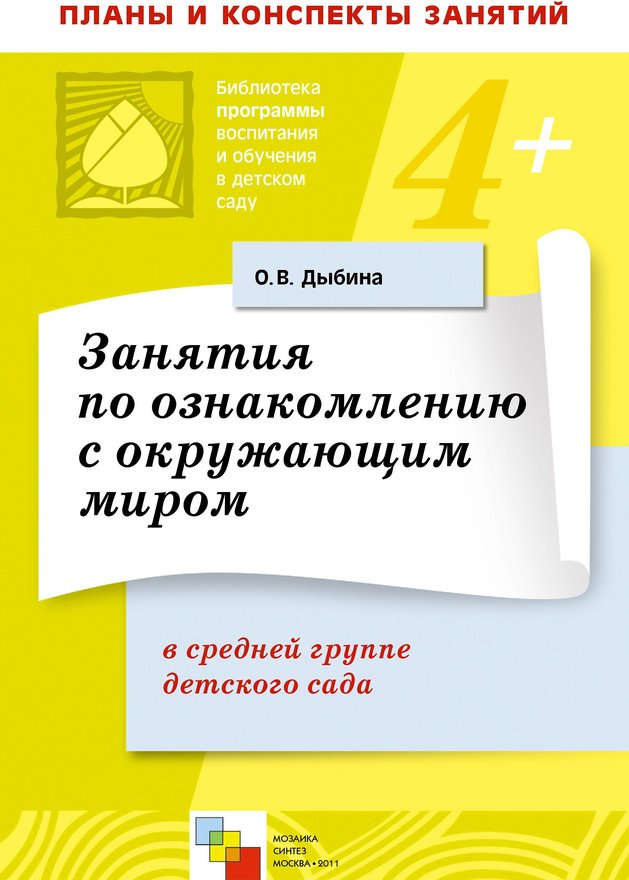 ПЛАНЫ И КОНСПЕКТЫ ЗАНЯТИЙ
Библиотека
программы
воспитания
и обучения
в детском
саду
4+
О. В. Дыбина
Занятия
по ознакомлению
с окружающим
миром
в средней группе
детского сада
МОЗАИКА
СИНТЕЗ
МОСКВА • 2011